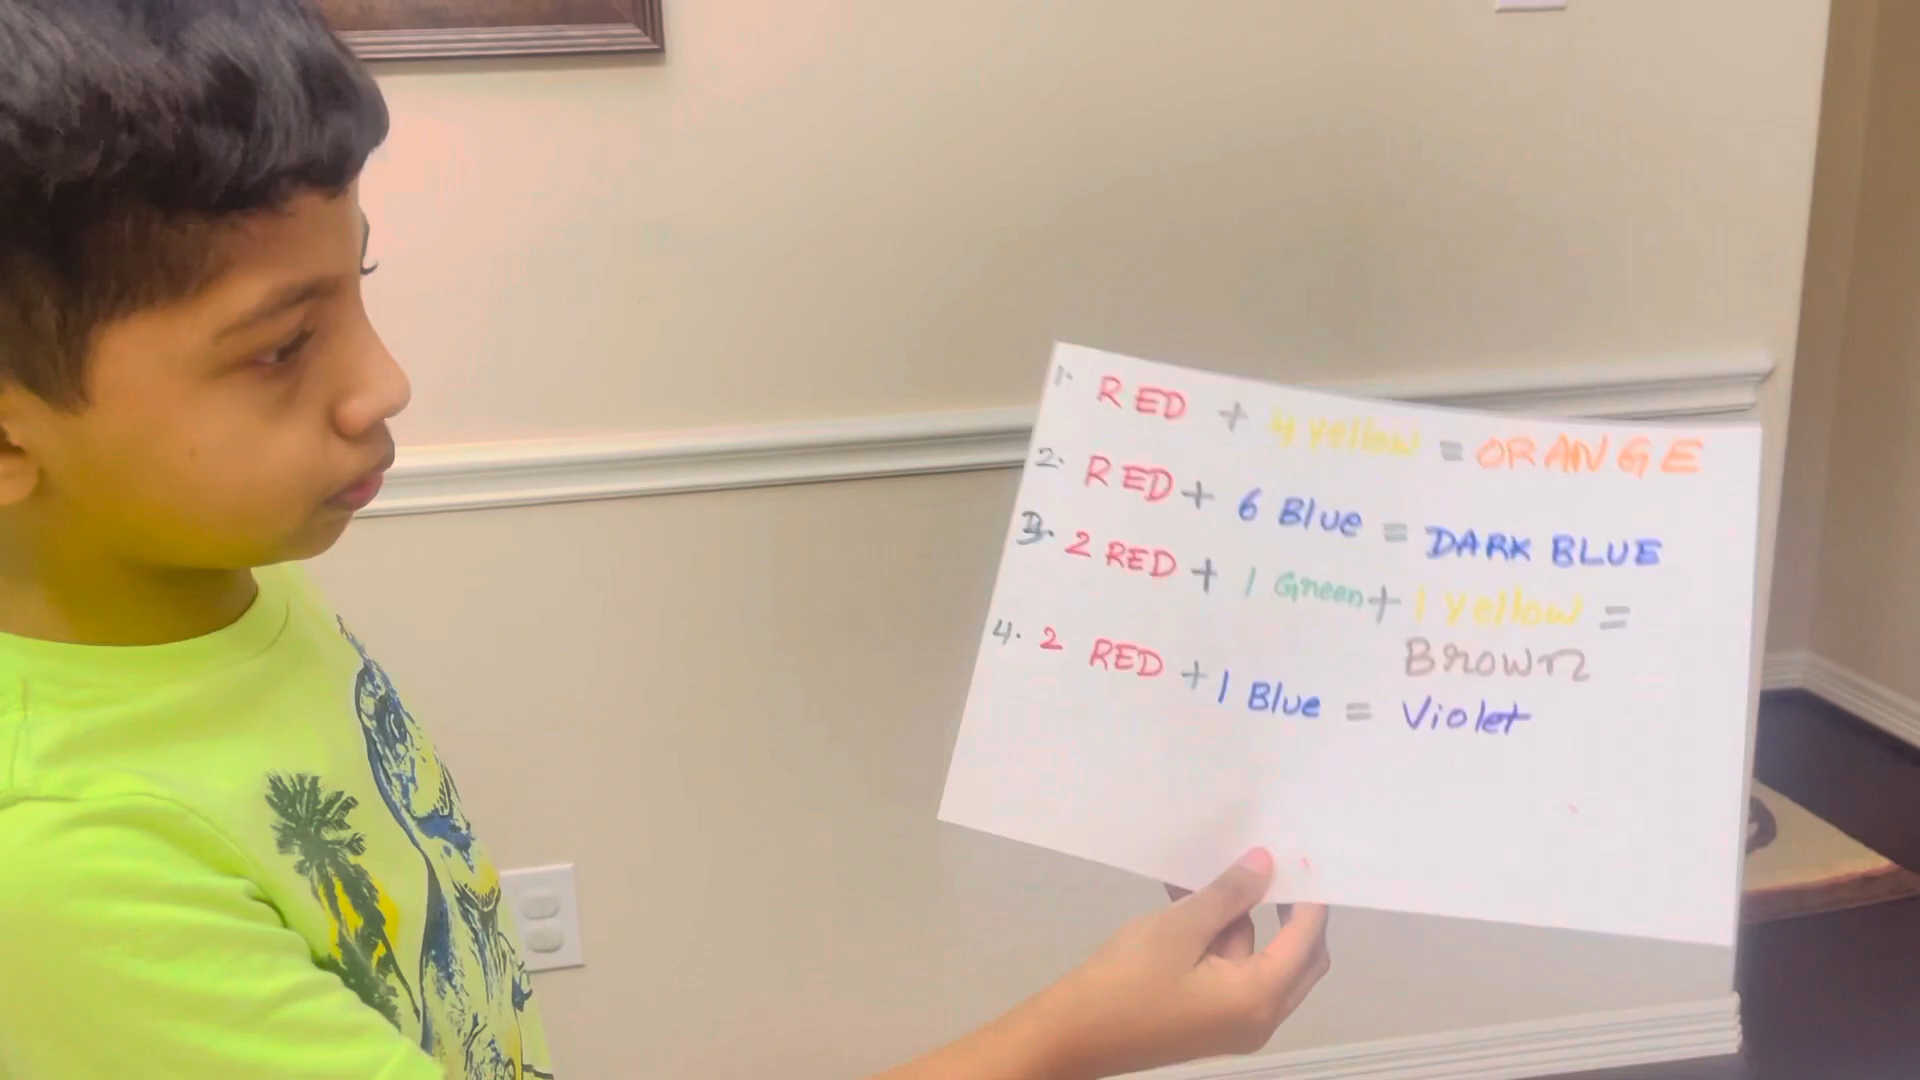 1. RED + 4 yellow = ORANGE
2. RED + 6 Blue = DARK BLUE
3. 2 RED + 1 Green + 1 yellow =
Brown
4. 2 RED + 1 Blue = Violet